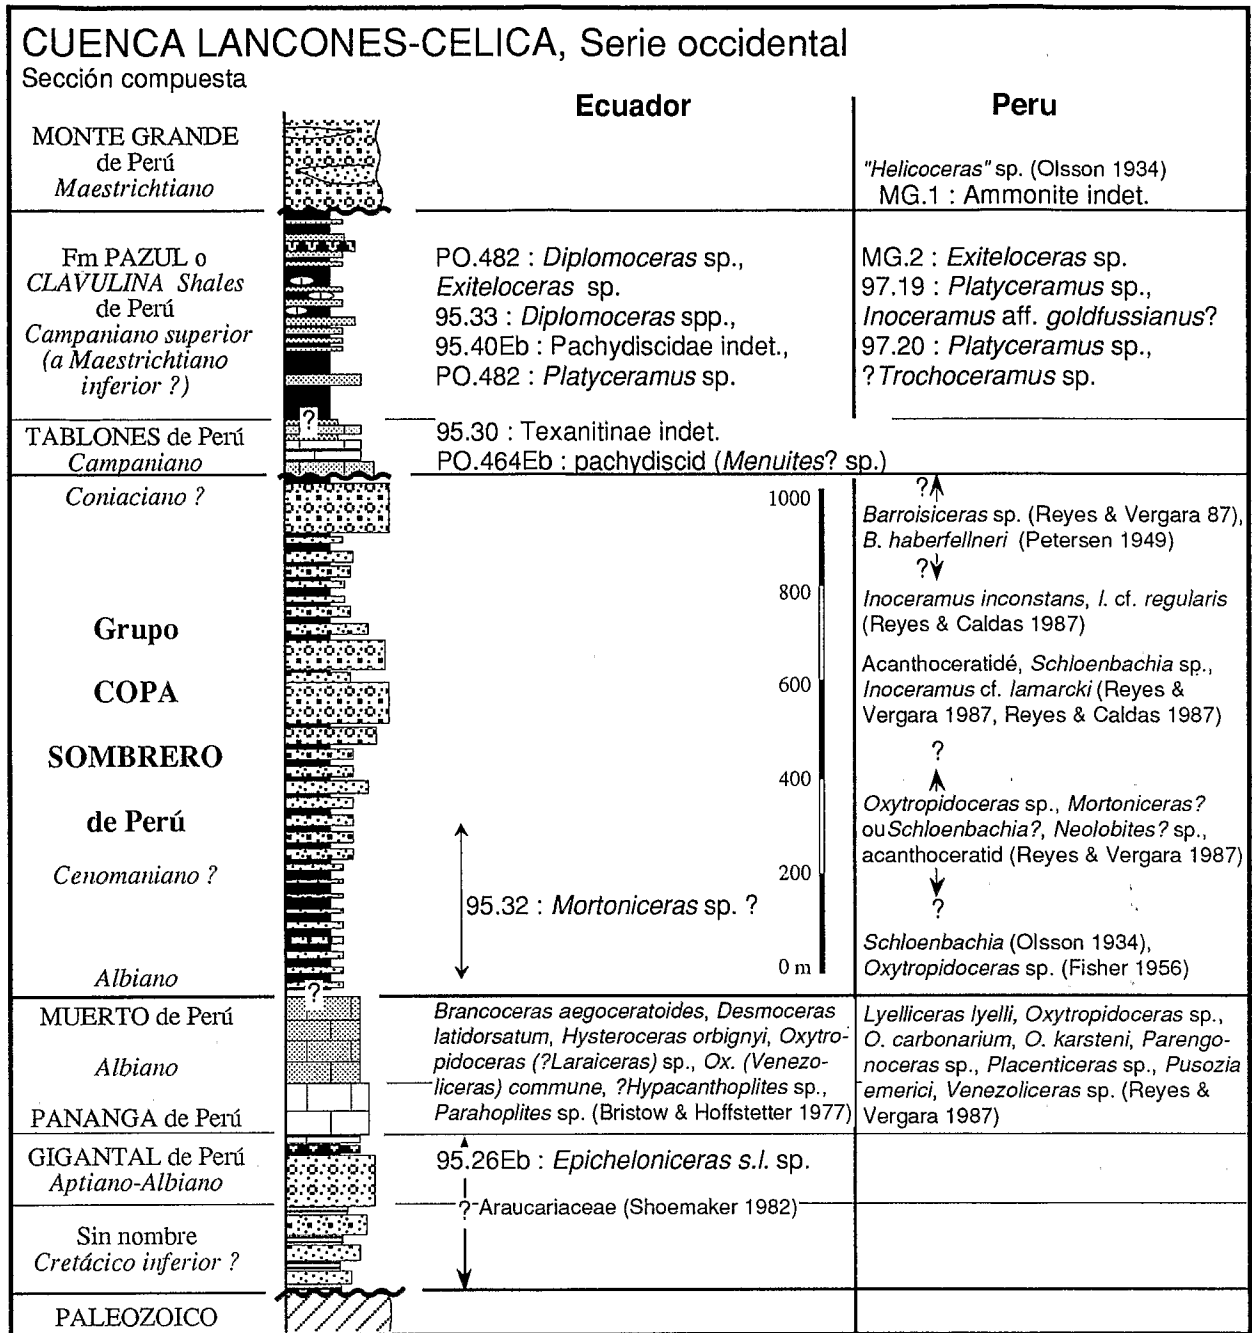 CUENCA LANCONES-CELICA, Serie occidental
Sección compuesta
Ecuador
Peru
MONTE GRANDE
de Perú
Maestrichtiano
"Helicoceras" sp. (Olsson 1934)
MG.1 : Ammonite indet.
Fm PAZUL o
CLAVULINA Shales
de Perú
Campaniano superior
(a Maestrichtiano
inferior ?)
PO.482 : Diplomoceras sp.,
Exiteloceras sp.
95.33 : Diplomoceras spp.,
95.40Eb : Pachydiscidae indet.,
PO.482 : Platyceramus sp.
MG.2 : Exiteloceras sp.
97.19 : Platyceramus sp.,
Inoceramus aff. goldfussianus?
97.20 : Platyceramus sp.,
? Trochoceramus sp.
?
TABLONES de Perú
Campaniano
95.30 : Texanitinae indet.
PO.464Eb : pachydiscid (Menuites? sp.)
Coniaciano ?
Grupo
COPA
SOMBRERO
de Perú
Cenomaniano ?
Albiano
?
95.32 : Mortoniceras sp. ?
1000
800
600
400
200
0 m
?
Barroisiceras sp. (Reyes & Vergara 87),
B. haberfellneri (Petersen 1949)
?
Inoceramus inconstans, I. cf. regularis
(Reyes & Caldas 1987)
Acanthoceratidé, Schloenbachia sp.,
Inoceramus cf. lamarcki (Reyes &
Vergara 1987, Reyes & Caldas 1987)
?
Oxytropidoceras sp., Mortoniceras?
ou Schloenbachia?, Neolobites? sp.,
acanthoceratid (Reyes & Vergara 1987)
?
Schloenbachia (Olsson 1934),
Oxytropidoceras sp. (Fisher 1956)
MUERTO de Perú
Albiano
PANANGA de Perú
Brancoceras aegoceratoides, Desmoceras
latidorsatum, Hysteroceras orbignyi, Oxytro-
pidoceras (?Laraiceras) sp., Ox. (Venezo-
liceras) commune, ?Hypacanthoplites sp.,
Parahoplites sp. (Bristow & Hoffstetter 1977)
Lyelliceras lyelli, Oxytropidoceras sp.,
O. carbonarium, O. karsteni, Parengo-
noceras sp., Placenticeras sp., Pusozia
emerici, Venezoliceras sp. (Reyes &
Vergara 1987)
GIGANTAL de Perú
Aptiano-Albiano
95.26Eb : Epicheloniceras s.l. sp.
? Araucariaceae (Shoemaker 1982)
Sin nombre
Cretácico inferior ?
PALEOZOICO